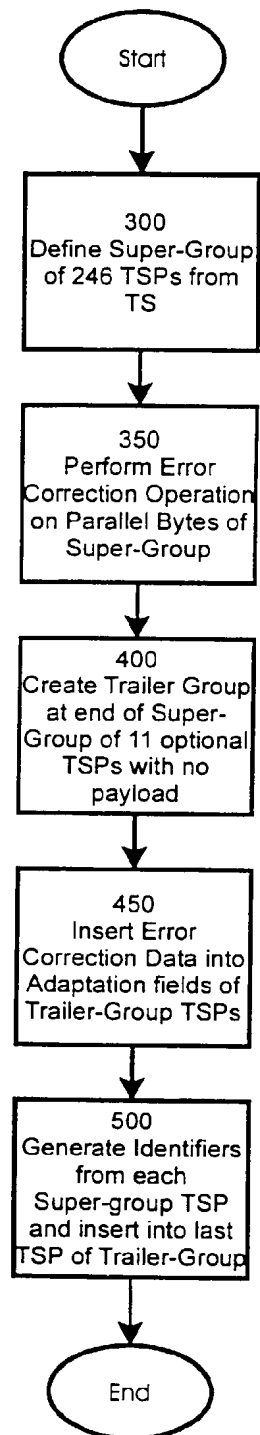 Start
300
Define Super-Group
of 246 TSPs from
TS
350
Perform Error
Correction Operation
on Parallel Bytes of
Super-Group
400
Create Trailer Group
at end of Super-
Group of 11 optional
TSPs with no
payload
450
Insert Error
Correction Data into
Adaptation fields of
Trailer-Group TSPs
500
Generate Identifiers
from each
Super-group TSP
and insert into last
TSP of Trailer-Group
End